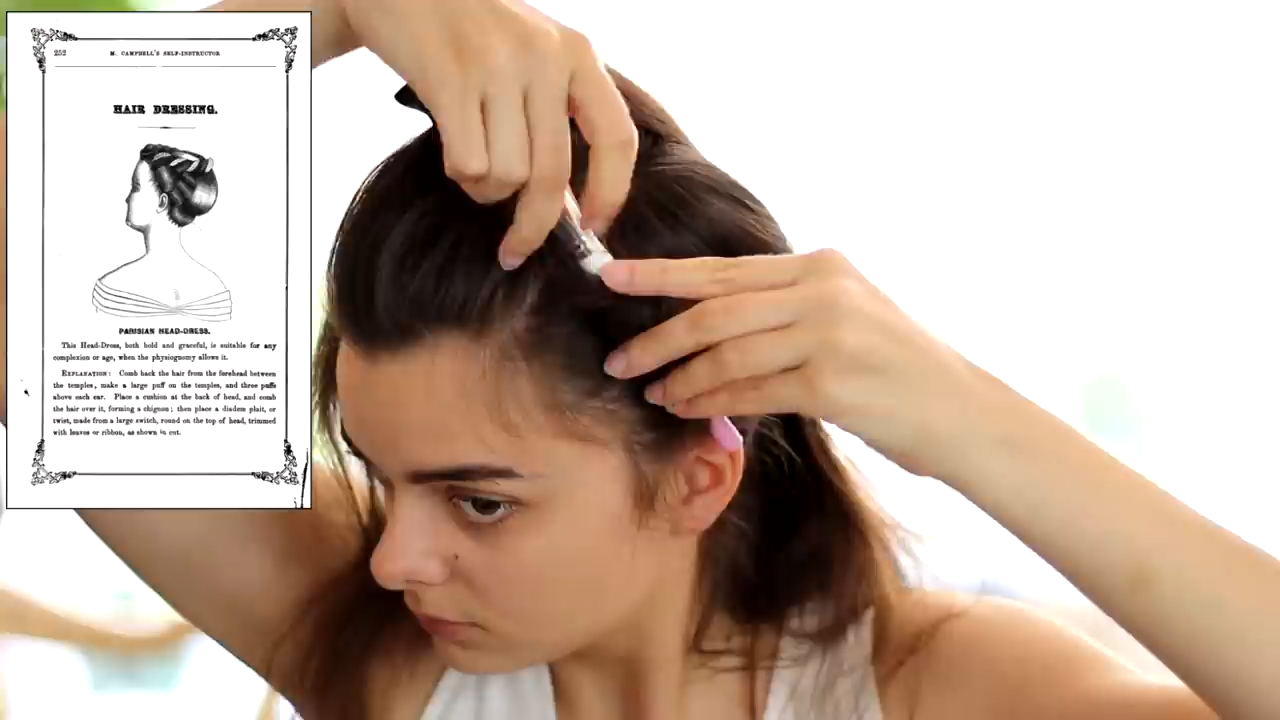 252
M. CAMPBELL'S SELF-INSTRUCTOR
HAIR DRESSING.
PARISIAN HEAD-DRESS.
This Head-Dress, both bold and graceful, is suitable for any
complexion or age, when the physiognomy allows it.
EXPLANATION: Comb back the hair from the forehead between
the temples, make a large puff on the temples, and three puffs
above each ear. Place a cushion at the back of head, and comb
the hair over it, forming a chignon; then place a diadem plait, or
twist, made from a large switch, round on the top of head, trimmed
with leaves or ribbon, as shown in cut.